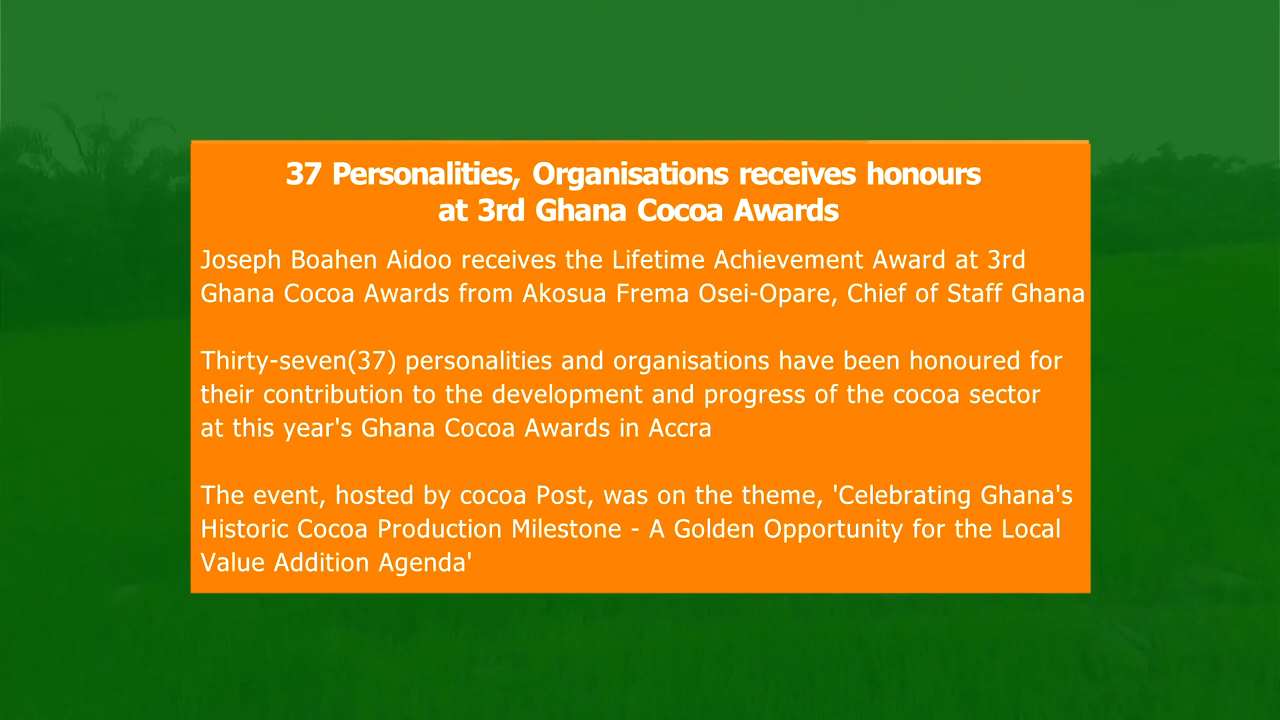 37 Personalities, Organisations receives honours
at 3rd Ghana Cocoa Awards
Joseph Boahen Aidoo receives the Lifetime Achievement Award at 3rd
Ghana Cocoa Awards from Akosua Frema Osei-Opare, Chief of Staff Ghana
Thirty-seven(37) personalities and organisations have been honoured for
their contribution to the development and progress of the cocoa sector
at this year's Ghana Cocoa Awards in Accra
The event, hosted by cocoa Post, was on the theme, 'Celebrating Ghana's
Historic Cocoa Production Milestone - A Golden Opportunity for the Local
Value Addition Agenda'